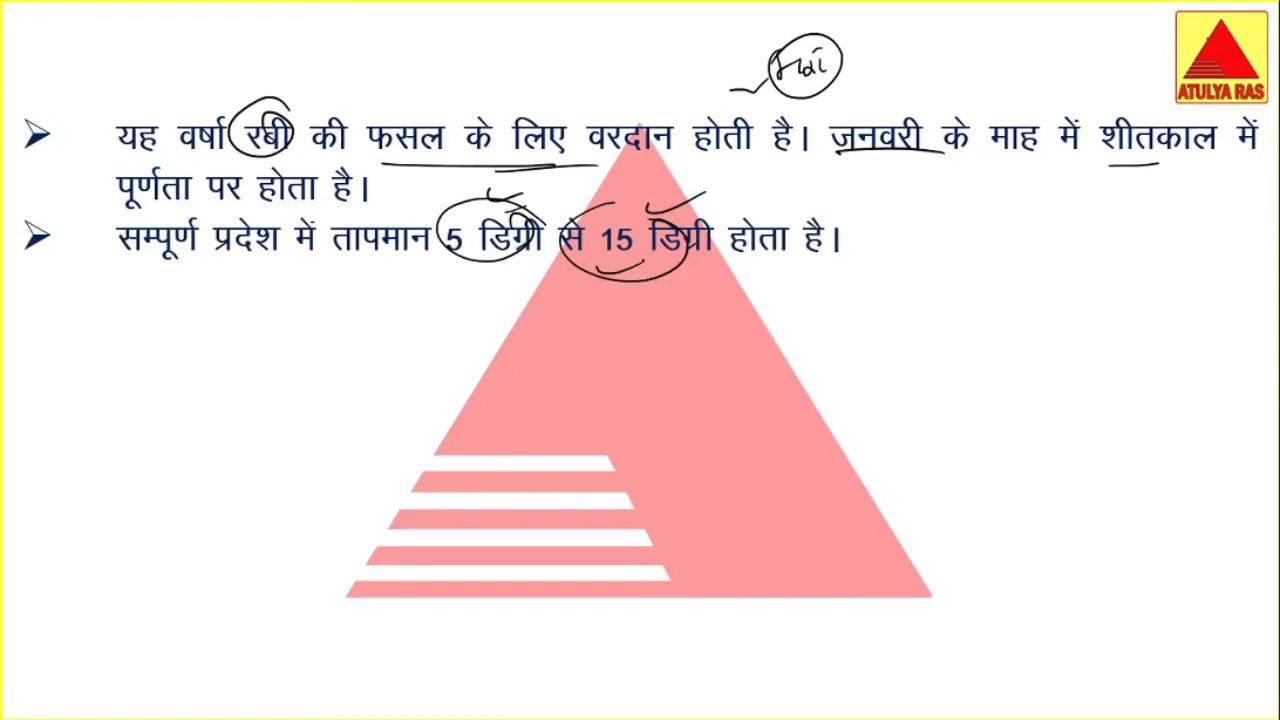 ATULYA RAS
यह वर्षा रबी की फसल के लिए वरदान होती है। जनवरी के माह में शीतकाल में
पूर्णता पर होता है।
सम्पूर्ण प्रदेश में तापमान 5 डिग्री से 15 डिग्री होता है।